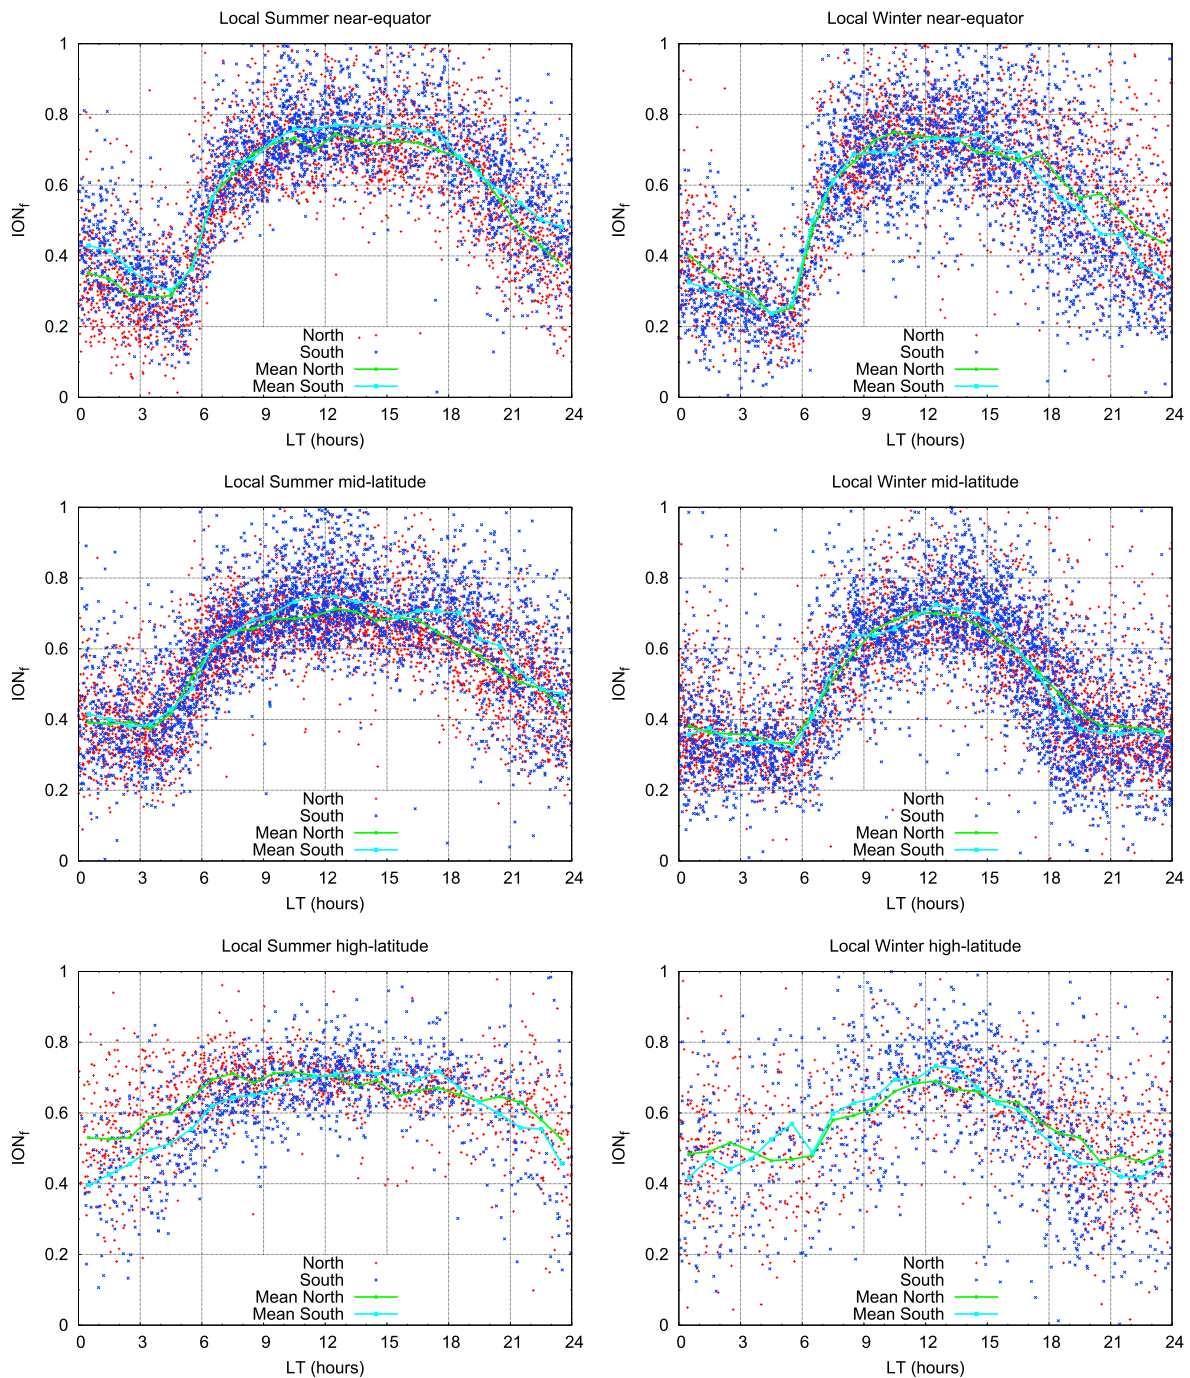 Local Summer near-equator
1
0.8
0.6
0.4
0.2
0
ION_f
North
South
Mean North
Mean South
0 3 6 9 12 15 18 21 24
LT (hours)
Local Winter near-equator
1
0.8
0.6
0.4
0.2
0
ION_f
North
South
Mean North
Mean South
0 3 6 9 12 15 18 21 24
LT (hours)
Local Summer mid-latitude
1
0.8
0.6
0.4
0.2
0
ION_f
North
South
Mean North
Mean South
0 3 6 9 12 15 18 21 24
LT (hours)
Local Winter mid-latitude
1
0.8
0.6
0.4
0.2
0
ION_f
North
South
Mean North
Mean South
0 3 6 9 12 15 18 21 24
LT (hours)
Local Summer high-latitude
1
0.8
0.6
0.4
0.2
0
ION_f
North
South
Mean North
Mean South
0 3 6 9 12 15 18 21 24
LT (hours)
Local Winter high-latitude
1
0.8
0.6
0.4
0.2
0
ION_f
North
South
Mean North
Mean South
0 3 6 9 12 15 18 21 24
LT (hours)